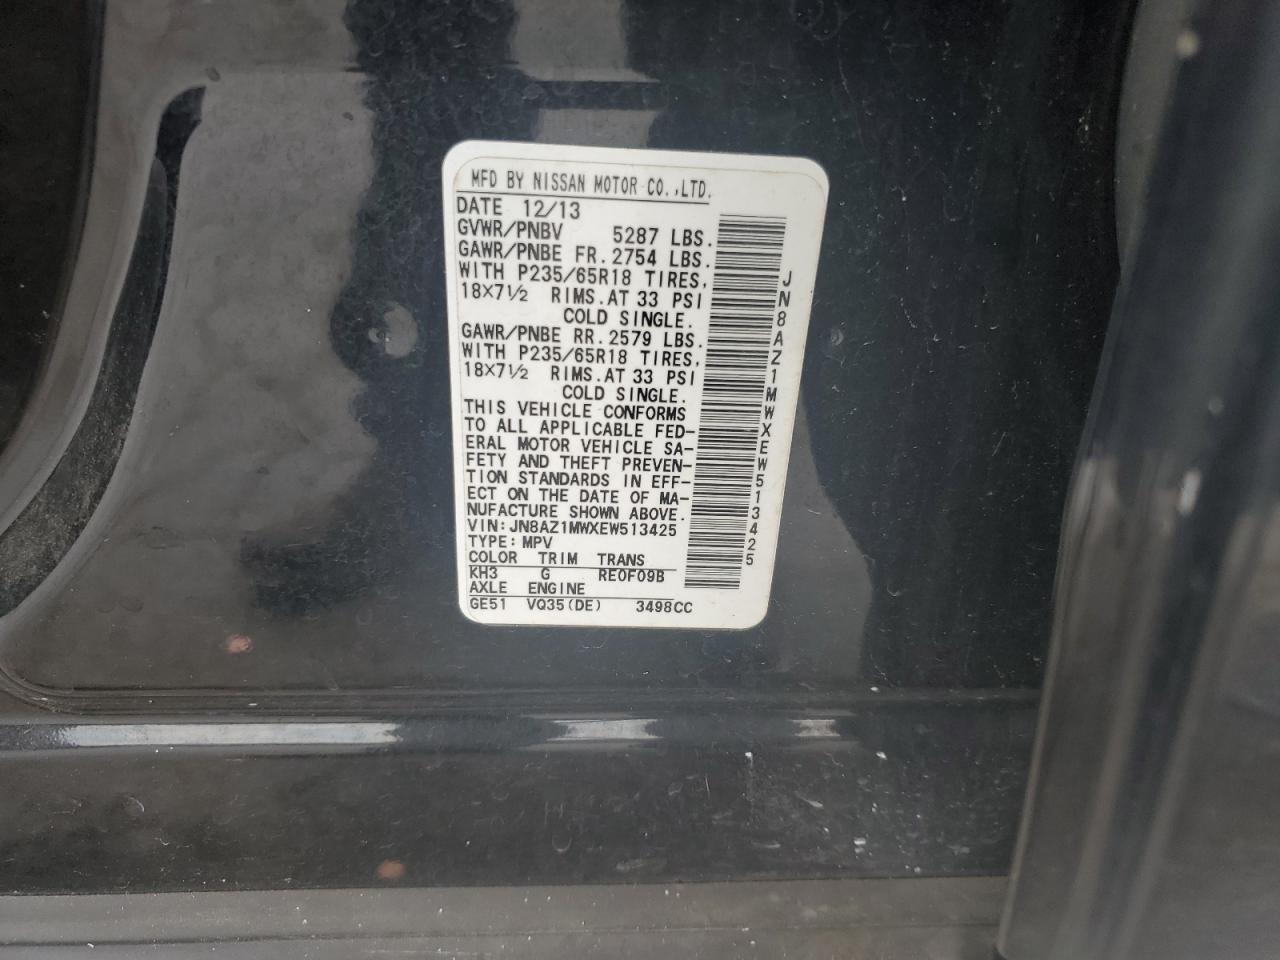 MFD BY NISSAN MOTOR CO.,LTD.
DATE 12/13
GVWR/PNBV 5287 LBS.
GAWR/PNBE FR. 2754 LBS.
WITH P235/65R18 TIRES,
18×7½ RIMS. AT 33 PSI
COLD SINGLE.
GAWR/PNBE RR. 2579 LBS.
WITH P235/65R18 TIRES,
18×7½ RIMS. AT 33 PSI
COLD SINGLE.
THIS VEHICLE CONFORMS
TO ALL APPLICABLE FED-
ERAL MOTOR VEHICLE SA-
FETY AND THEFT PREVEN-
TION STANDARDS IN EFF-
ECT ON THE DATE OF MA-
NUFACTURE SHOWN ABOVE.
VIN: JN8AZ1MWXEW513425
TYPE: MPV
COLOR TRIM TRANS
KH3 G RE0F09B
AXLE ENGINE
GE51 VQ35(DE) 3498CC
JN8AZ1MWXEW513425